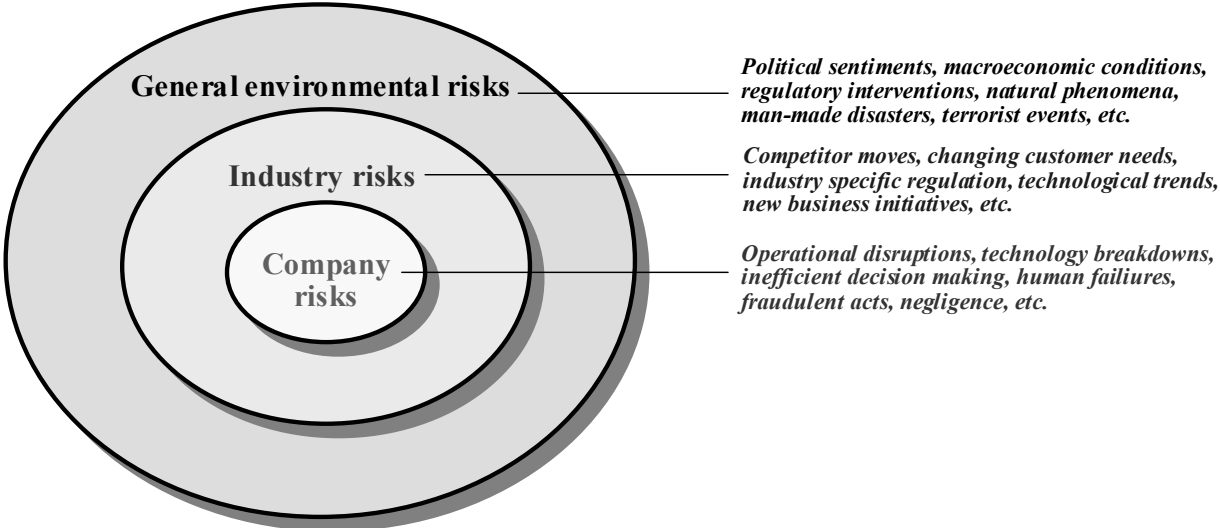 General environmental risks
Political sentiments, macroeconomic conditions,
regulatory interventions, natural phenomena,
man-made disasters, terrorist events, etc.
Industry risks
Competitor moves, changing customer needs,
industry specific regulation, technological trends,
new business initiatives, etc.
Company
risks
Operational disruptions, technology breakdowns,
inefficient decision making, human failiures,
fraudulent acts, negligence, etc.